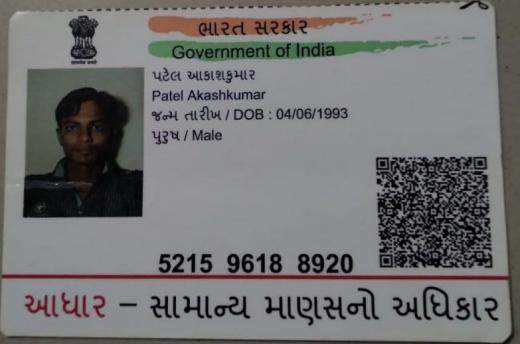 ભારત સરકાર
Government of India
પટેલ આકાશકુમાર
Patel Akashkumar
જન્મ તારીખ / DOB : 04/06/1993
પુરુષ / Male
5215 9618 8920
આધાર – સામાન્ય માણસનો અધિકાર